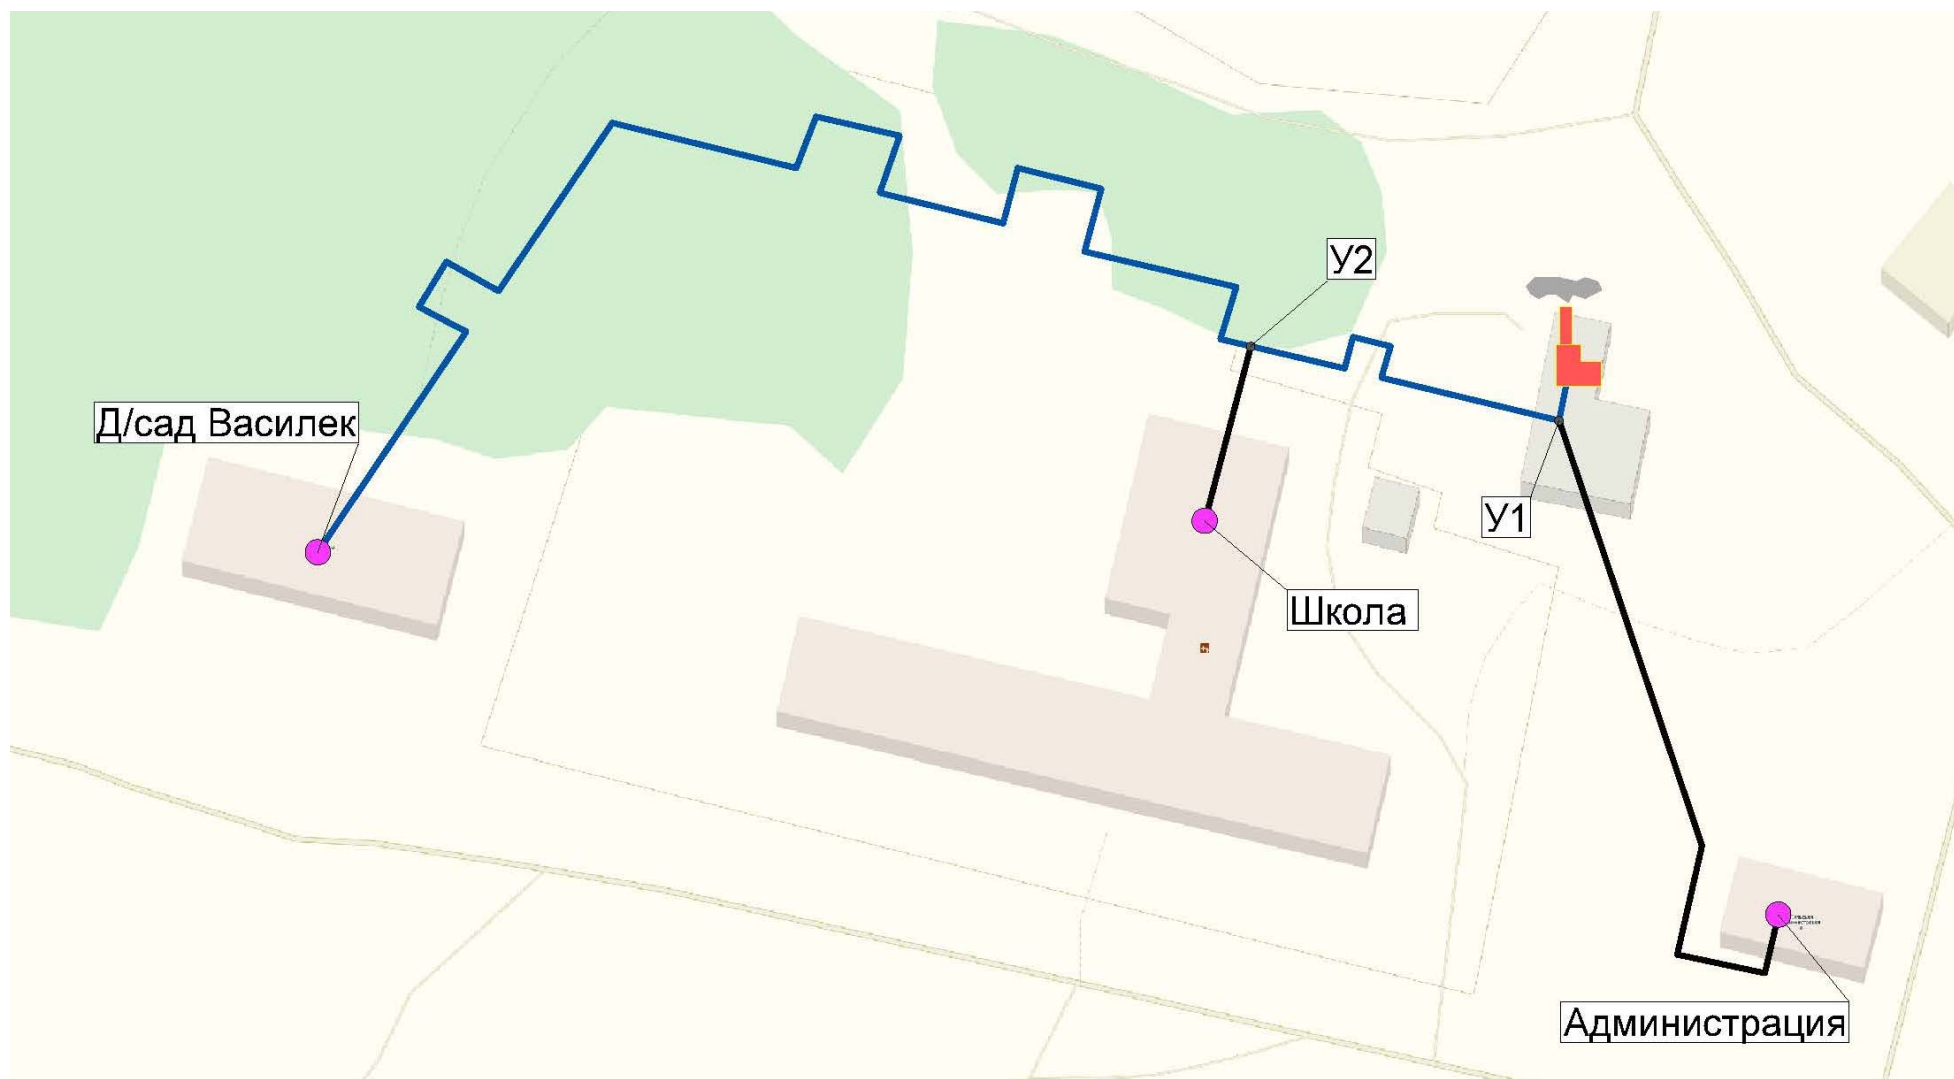 У2
Д/сад Василек
У1
Школа
Администрация